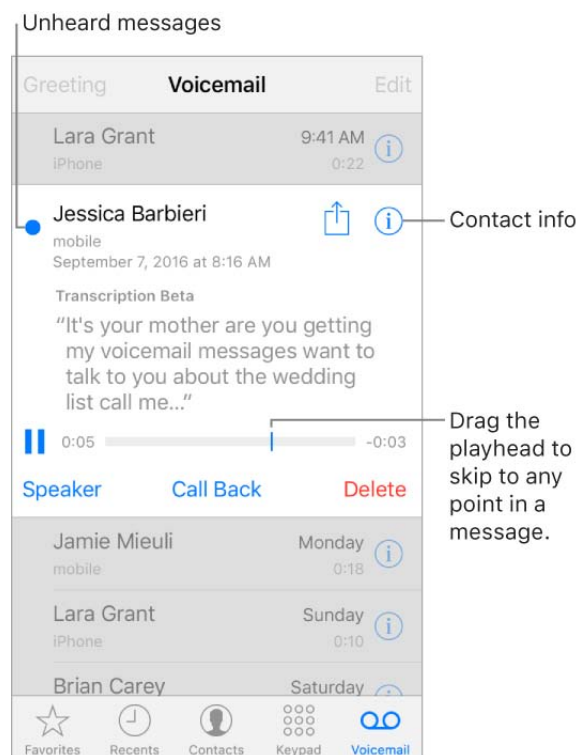 Unheard messages
Greeting Voicemail Edit
Lara Grant 9:41 AM
iPhone 0:22
Jessica Barbieri
Contact info
mobile
September 7, 2016 at 8:16 AM
Transcription Beta
“It's your mother are you getting
my voicemail messages want to
talk to you about the wedding
list call me...”
0:05 -0:03
Drag the
playhead to
skip to any
point in a
message.
Speaker Call Back Delete
Jamie Mieuli Monday
mobile 0:18
Lara Grant Sunday
iPhone 0:10
Brian Carey Saturday
Favorites Recents Contacts Keypad Voicemail